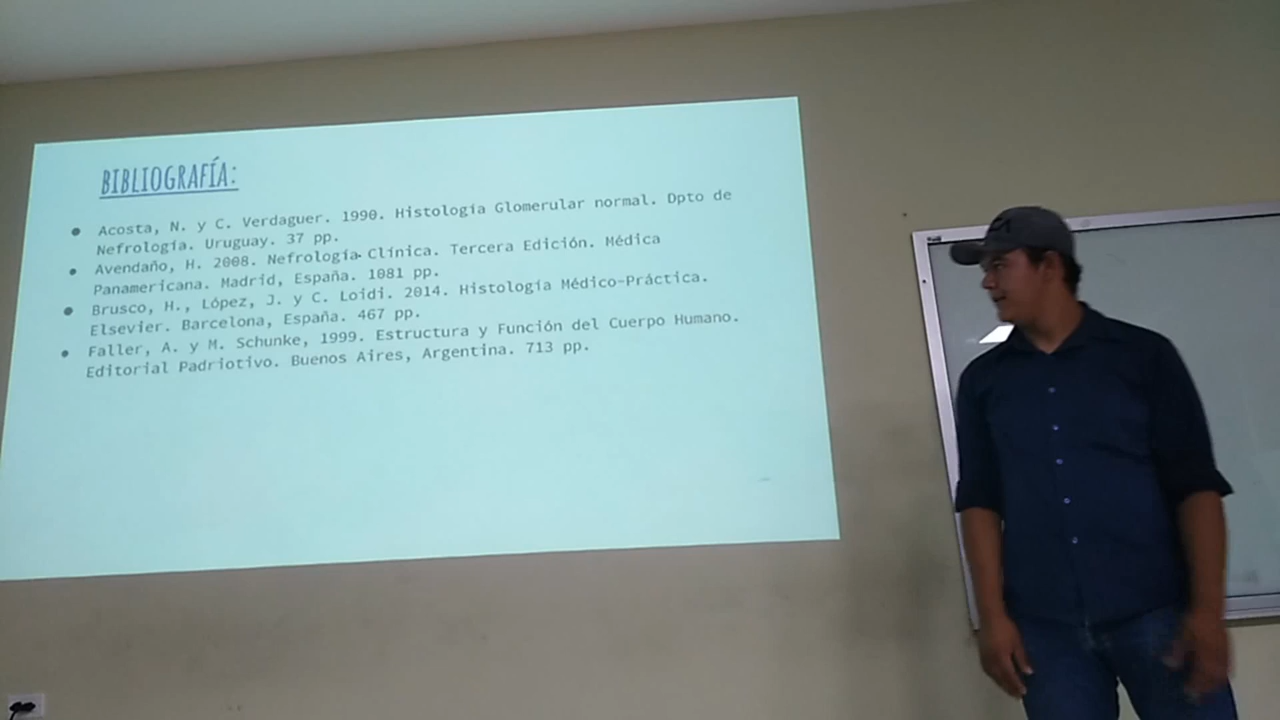 BIBLIOGRAFÍA:
Acosta, N. y C. Verdaguer. 1990. Histología Glomerular normal. Dpto de
Nefrología. Uruguay. 37 pp.
Avendaño, H. 2008. Nefrología Clínica. Tercera Edición. Médica
Panamericana. Madrid, España. 1081 pp.
Brusco, H., López, J. y C. Loidi. 2014. Histología Médico-Práctica.
Elsevier. Barcelona, España. 467 pp.
Faller, A. y M. Schunke, 1999. Estructura y Función del Cuerpo Humano.
Editorial Padriotivo. Buenos Aires, Argentina. 713 pp.